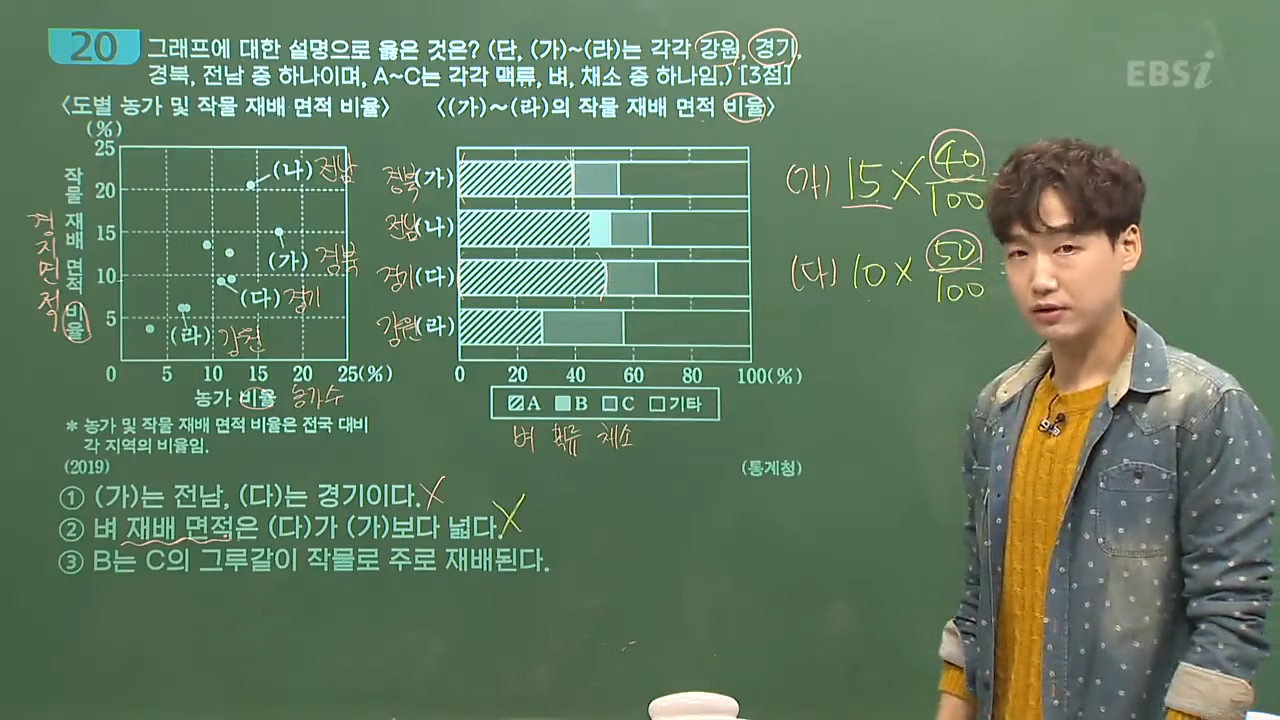 20 그래프에 대한 설명으로 옳은 것은? (단, (가)~(라)는 각각 강원, 경기,
경북, 전남 중 하나이며, A~C는 각각 맥류, 벼, 채소 중 하나임.) [3점]
EBSi
〈도별 농가 및 작물 재배 면적 비율〉
(%)
25
20
15
10
5
0
작물 재배 면적 비율
경지면적
(나) 전남
(가) 경북
(다) 경기
(라) 강원
0 5 10 15 20 25(%)
농가 비율 농가수
* 농가 및 작물 재배 면적 비율은 전국 대비
각 지역의 비율임.
(2019)
〈(가)~(라)의 작물 재배 면적 비율〉
경북(가)
전남(나)
경기(다)
강원(라)
0 20 40 60 80 100(%)
A B C 기타
벼 맥류 채소
(통계청)
(가) 15 × 40/100
(다) 10 × 50/100
① (가)는 전남, (다)는 경기이다. X
② 벼 재배 면적은 (다)가 (가)보다 넓다. X
③ B는 C의 그루갈이 작물로 주로 재배된다.